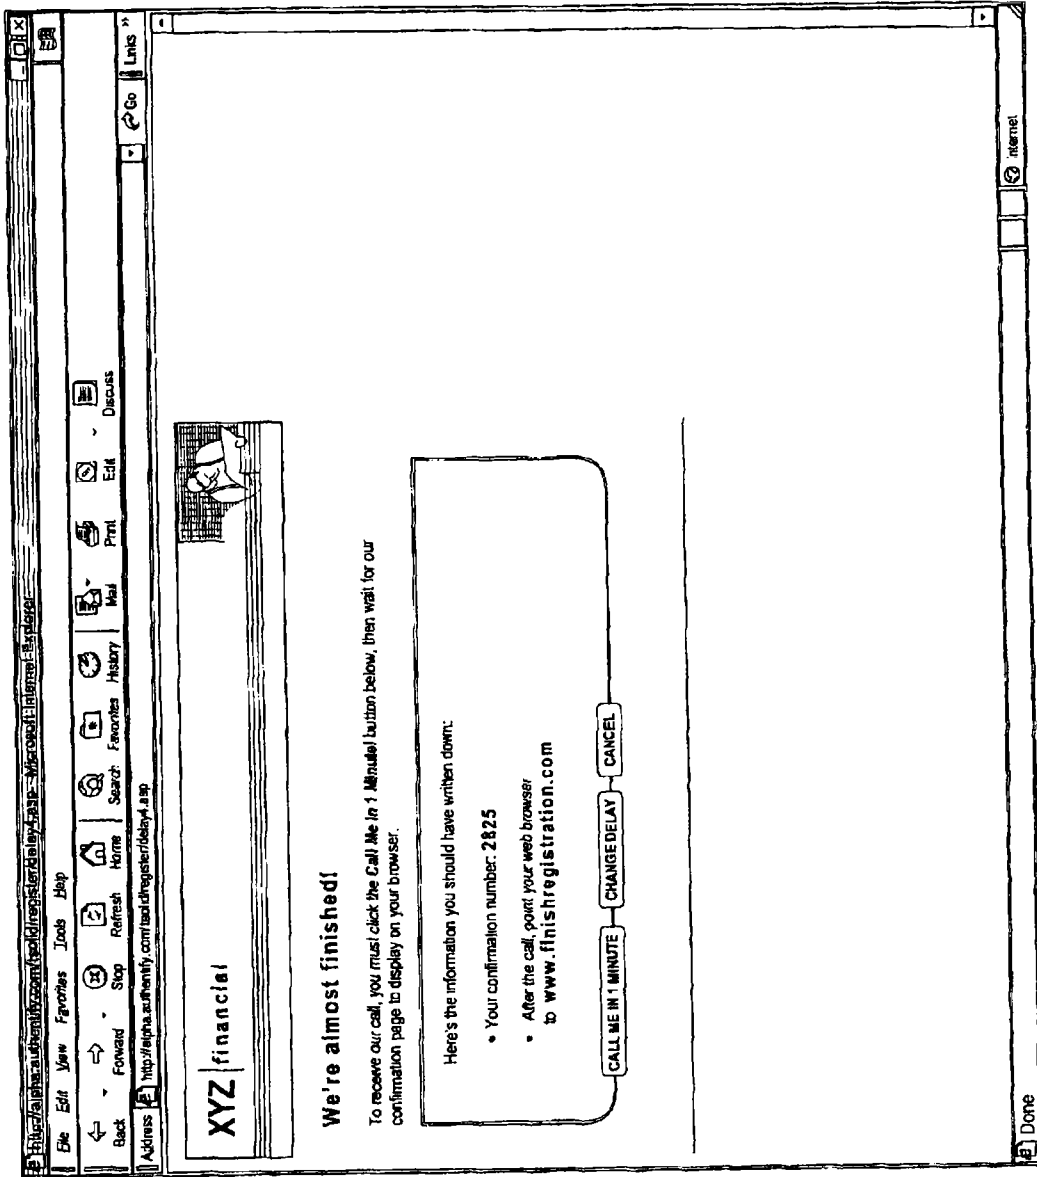 http://alpha.authentify.com/tsolid/register/delay4.asp - Microsoft Internet Explorer
File Edit View Favorites Tools Help
Back Forward Stop Refresh Home Search Favorites History Mail Print Edit Discuss
Address http://alpha.authentify.com/tsolid/register/delay4.asp Go Links »
XYZ financial
We're almost finished!
To receive our call, you must click the Call Me In 1 Minute! button below, then wait for our
confirmation page to display on your browser.
Here's the information you should have written down:
• Your confirmation number: 2825
• After the call, point your web browser
to www.finishregistration.com
CALL ME IN 1 MINUTE CHANGE DELAY CANCEL
Done Internet